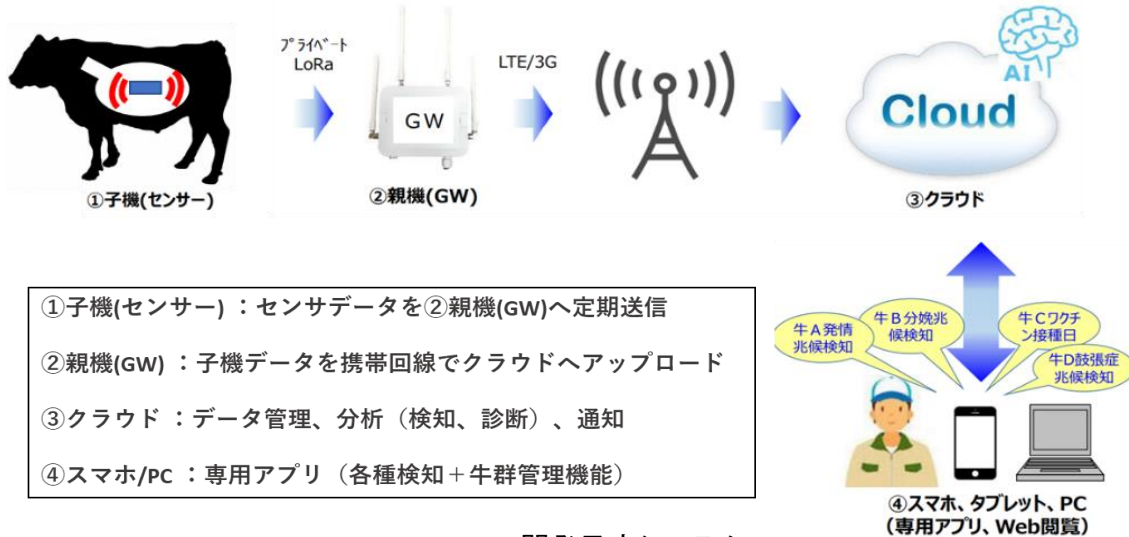 ﾌﾟﾗｲﾍﾞｰﾄ
LoRa
LTE/3G
GW
AI
Cloud
①子機(センサー)
②親機(GW)
③クラウド
①子機(センサー) ：センサデータを②親機(GW)へ定期送信
②親機(GW) ：子機データを携帯回線でクラウドへアップロード
③クラウド ：データ管理、分析（検知、診断）、通知
④スマホ/PC ：専用アプリ（各種検知＋牛群管理機能）
牛Ａ発情
兆候検知
牛Ｂ分娩兆
候検知
牛Ｃワクチ
ン接種日
牛D鼓張症
兆候検知
④スマホ、タブレット、PC
（専用アプリ、Web閲覧）